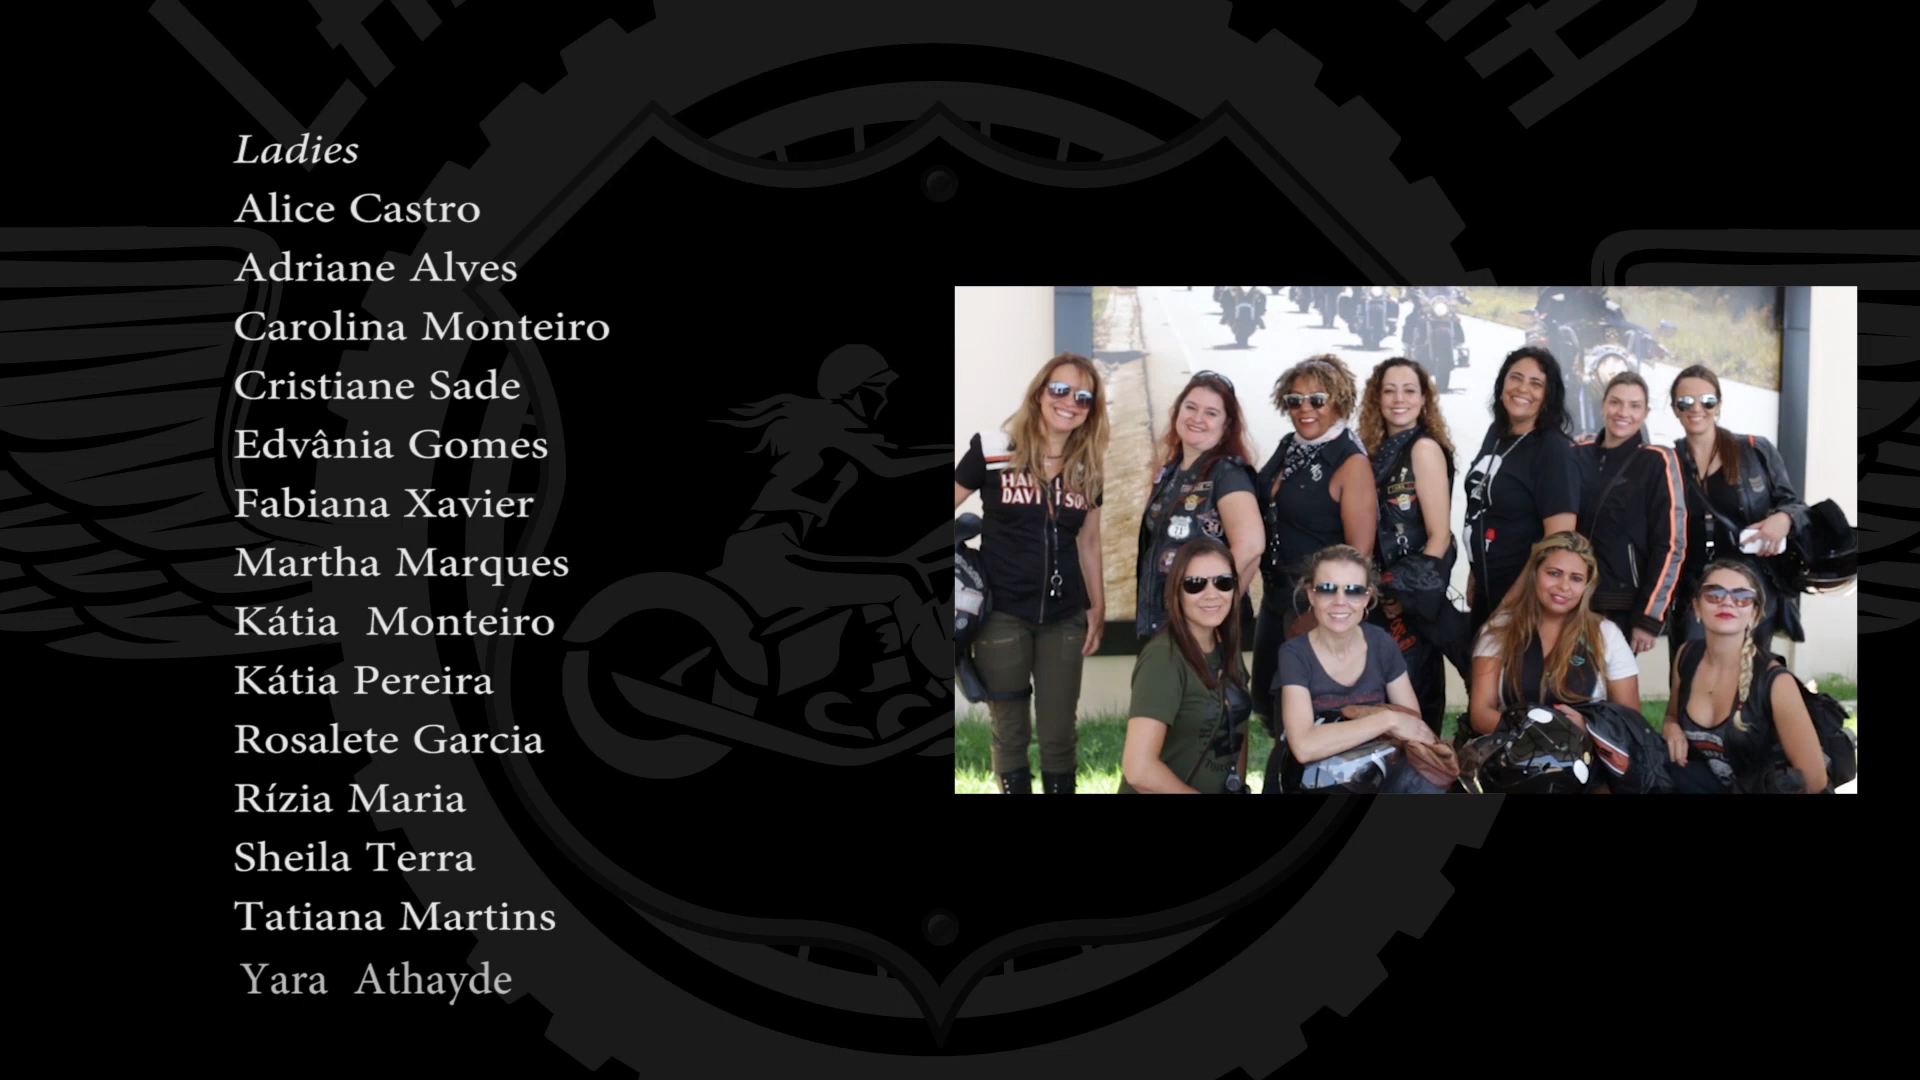 Ladies
Alice Castro
Adriane Alves
Carolina Monteiro
Cristiane Sade
Edvânia Gomes
Fabiana Xavier
Martha Marques
Kátia Monteiro
Kátia Pereira
Rosalete Garcia
Rízia Maria
Sheila Terra
Tatiana Martins
Yara Athayde